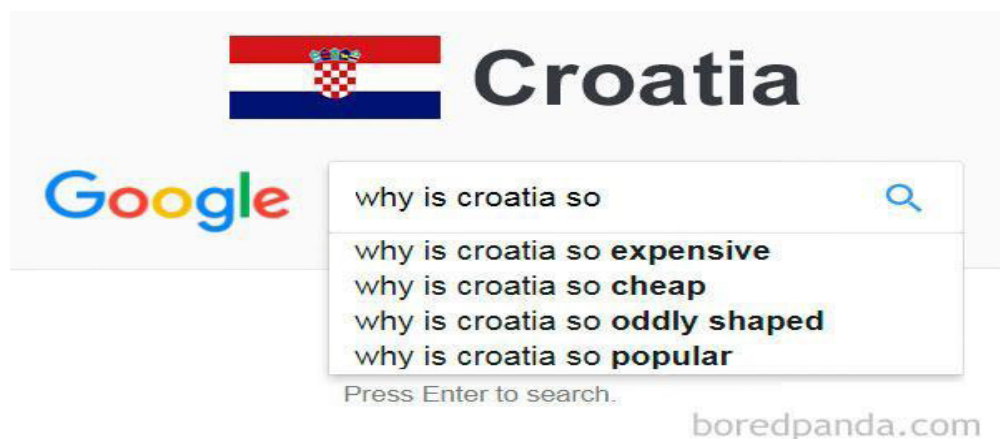 Croatia
Google
why is croatia so
why is croatia so expensive
why is croatia so cheap
why is croatia so oddly shaped
why is croatia so popular
Press Enter to search.
boredpanda.com